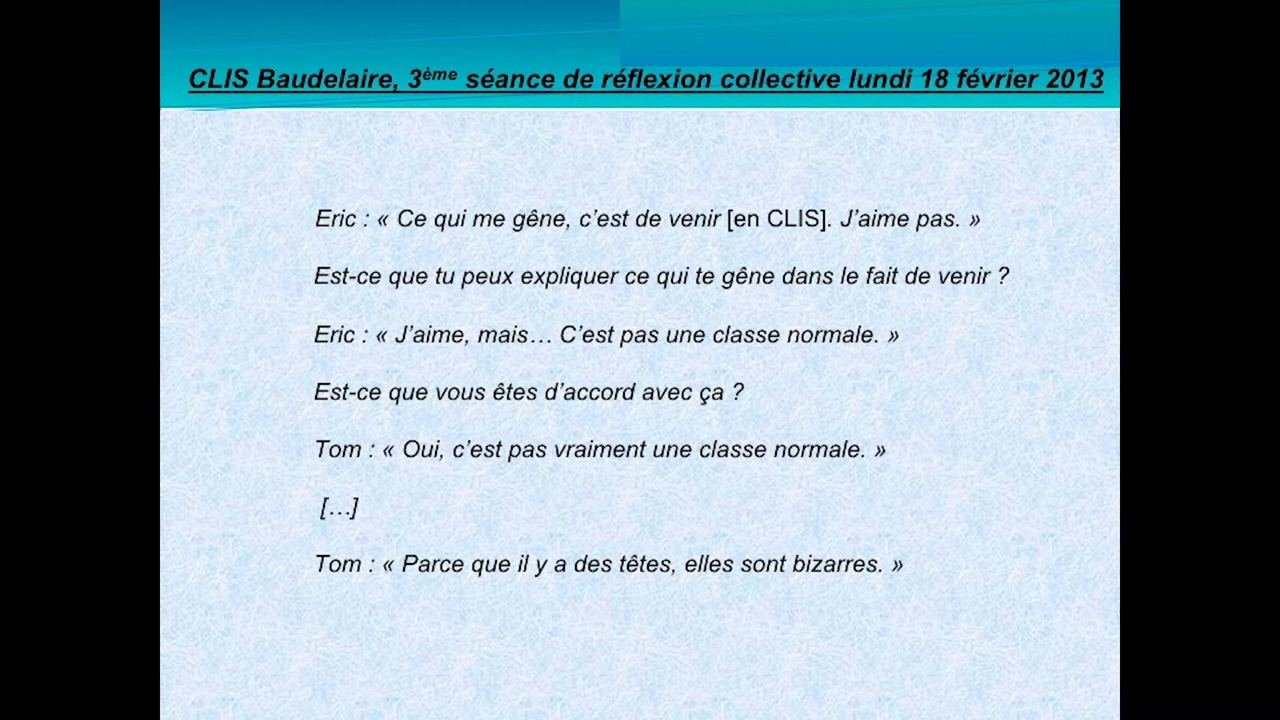 CLIS Baudelaire, 3ème séance de réflexion collective lundi 18 février 2013
Eric : « Ce qui me gêne, c’est de venir [en CLIS]. J’aime pas. »
Est-ce que tu peux expliquer ce qui te gêne dans le fait de venir ?
Eric : « J’aime, mais… C’est pas une classe normale. »
Est-ce que vous êtes d’accord avec ça ?
Tom : « Oui, c’est pas vraiment une classe normale. »
[…]
Tom : « Parce que il y a des têtes, elles sont bizarres. »